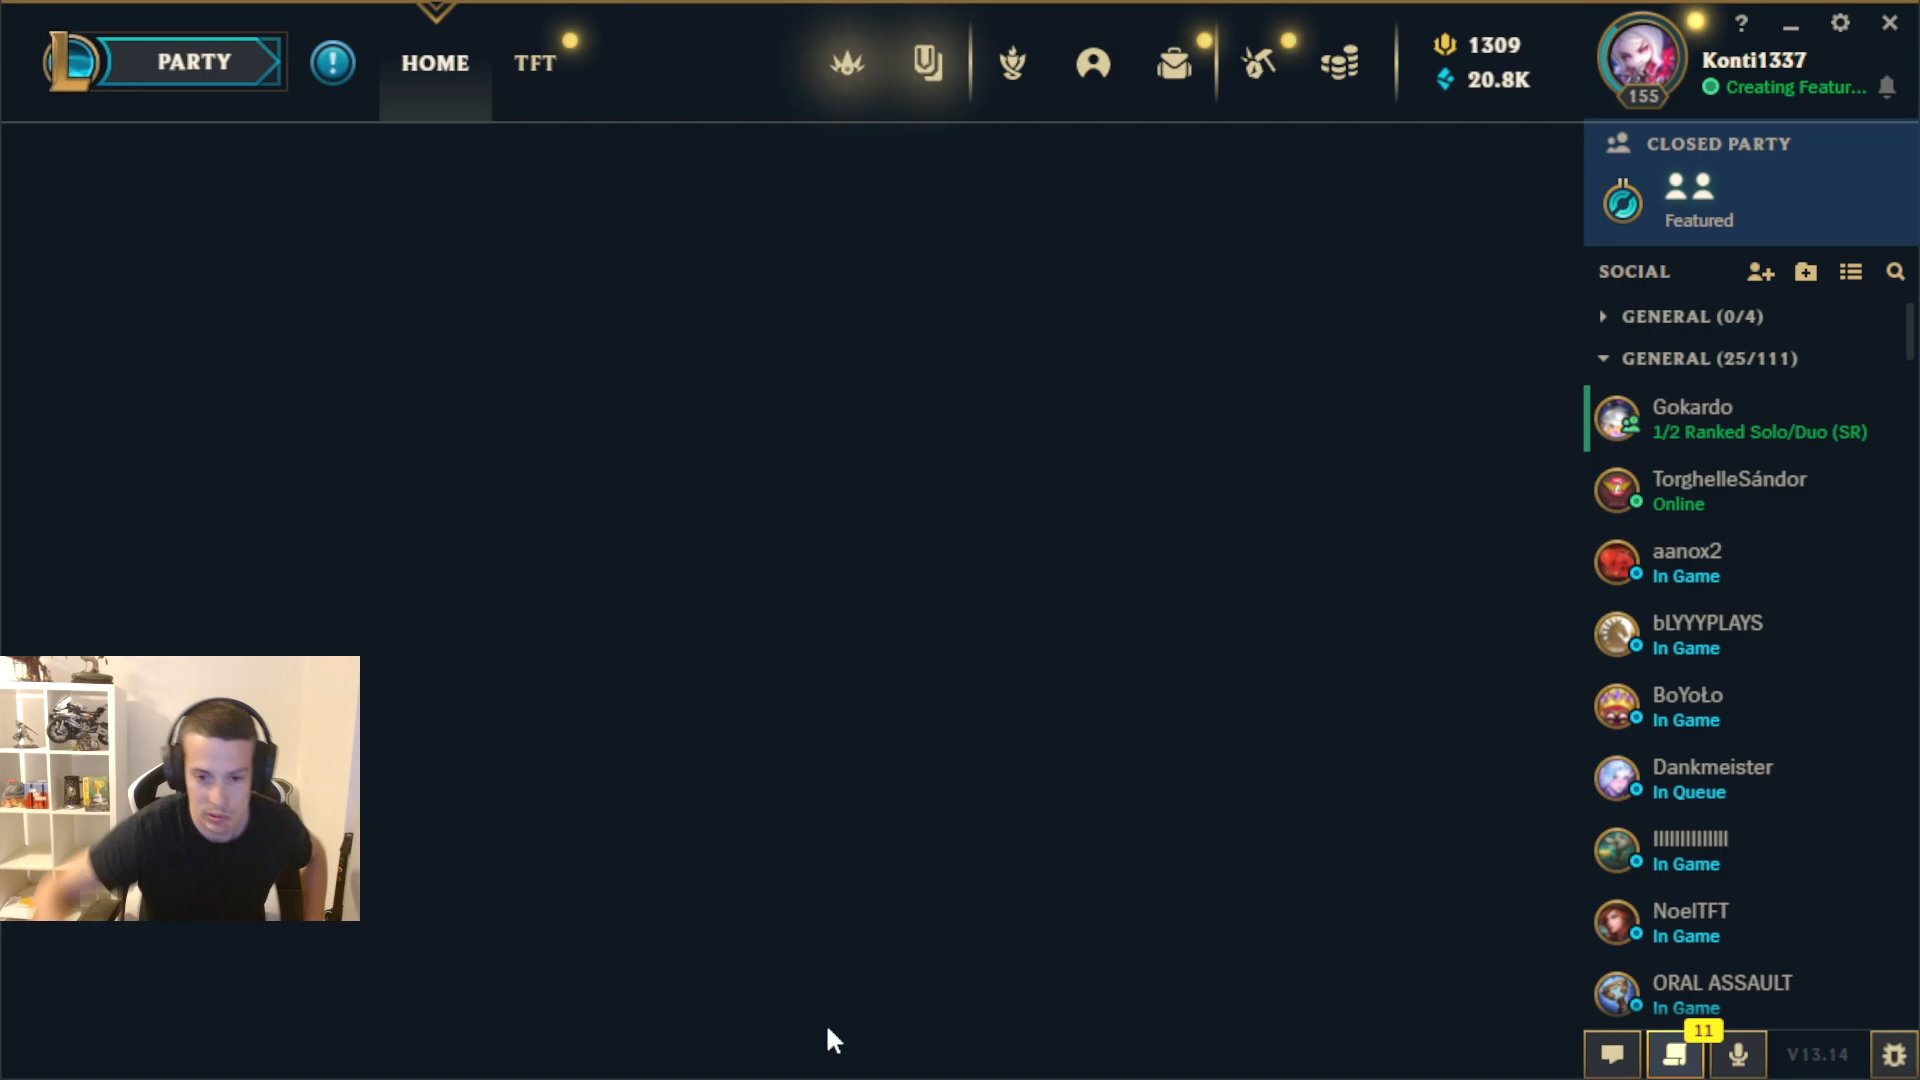 PARTY
HOME
TFT
1309
20.8K
155
?
Konti1337
Creating Featur...
CLOSED PARTY
Featured
SOCIAL
GENERAL (0/4)
GENERAL (25/111)
Gokardo
1/2 Ranked Solo/Duo (SR)
TorghelleSándor
Online
aanox2
In Game
bLYYYPLAYS
In Game
BoYoŁo
In Game
Dankmeister
In Queue
In Game
NoelTFT
In Game
ORAL ASSAULT
In Game
11
V13.14